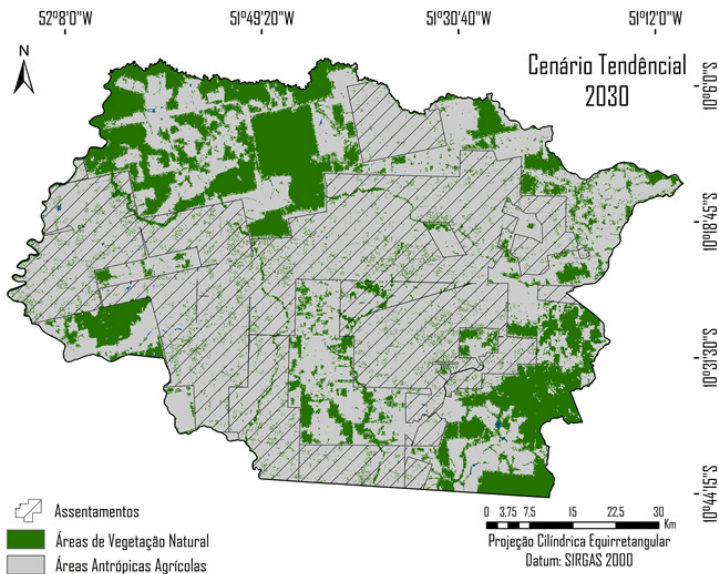 52°8'0"W
51°49'20"W
51°30'40"W
51°12'0"W
N
Cenário Tendêncial
2030
10°6'0"S
10°18'45"S
10°31'30"S
10°44'15"S
Assentamentos
Áreas de Vegetação Natural
Áreas Antrópicas Agrícolas
0 3,75 7,5 15 22,5 30
Km
Projeção Cilíndrica Equirretangular
Datum: SIRGAS 2000